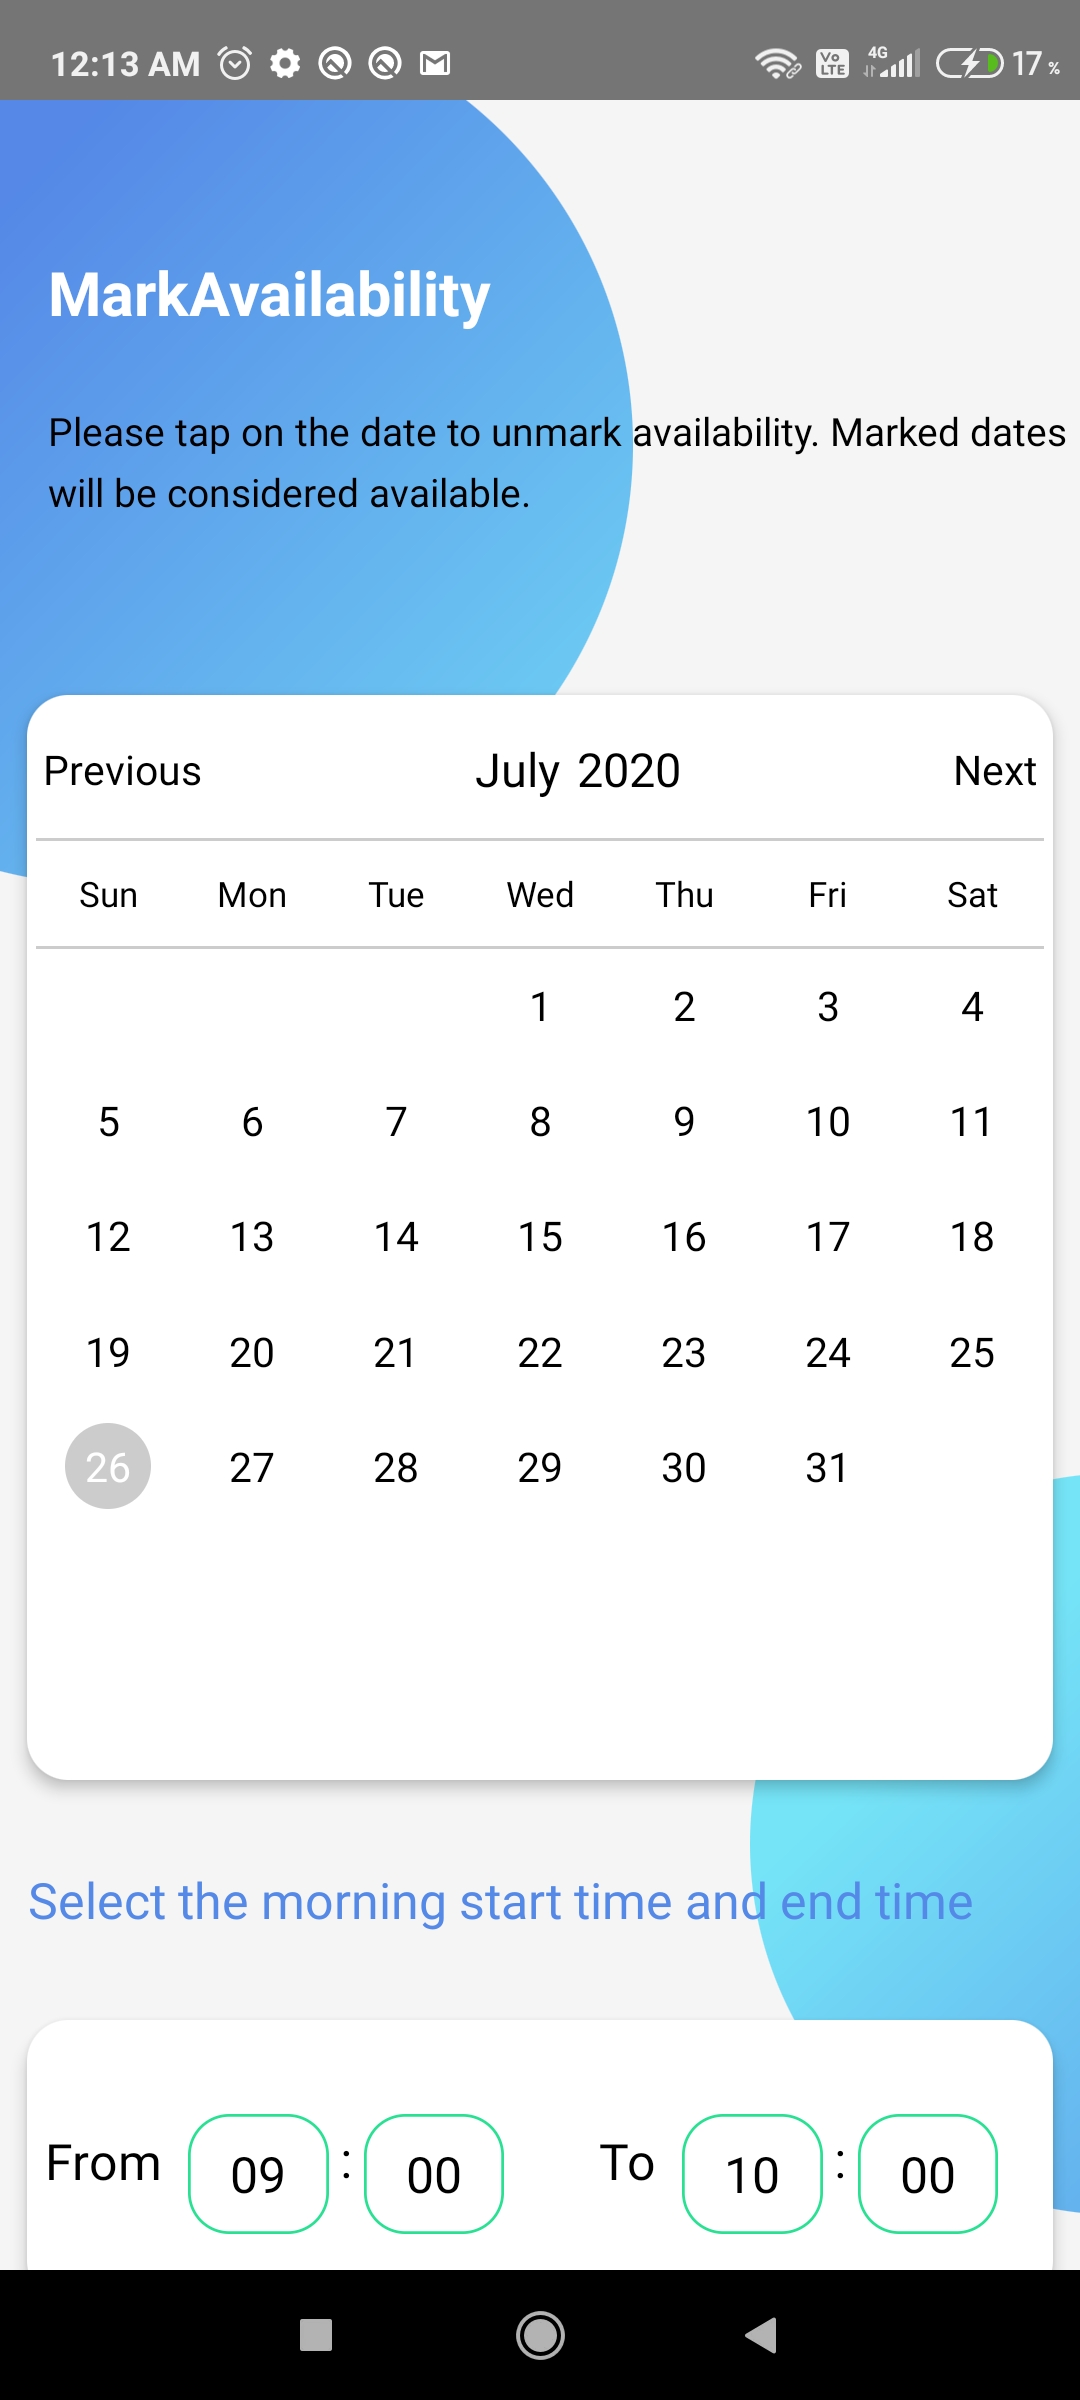 12:13 AM Vo LTE 4G 17 %
MarkAvailability
Please tap on the date to unmark availability. Marked dates
will be considered available.
Previous July 2020 Next
Sun Mon Tue Wed Thu Fri Sat
1 2 3 4
5 6 7 8 9 10 11
12 13 14 15 16 17 18
19 20 21 22 23 24 25
26 27 28 29 30 31
Select the morning start time and end time
From 09 : 00 To 10 : 00